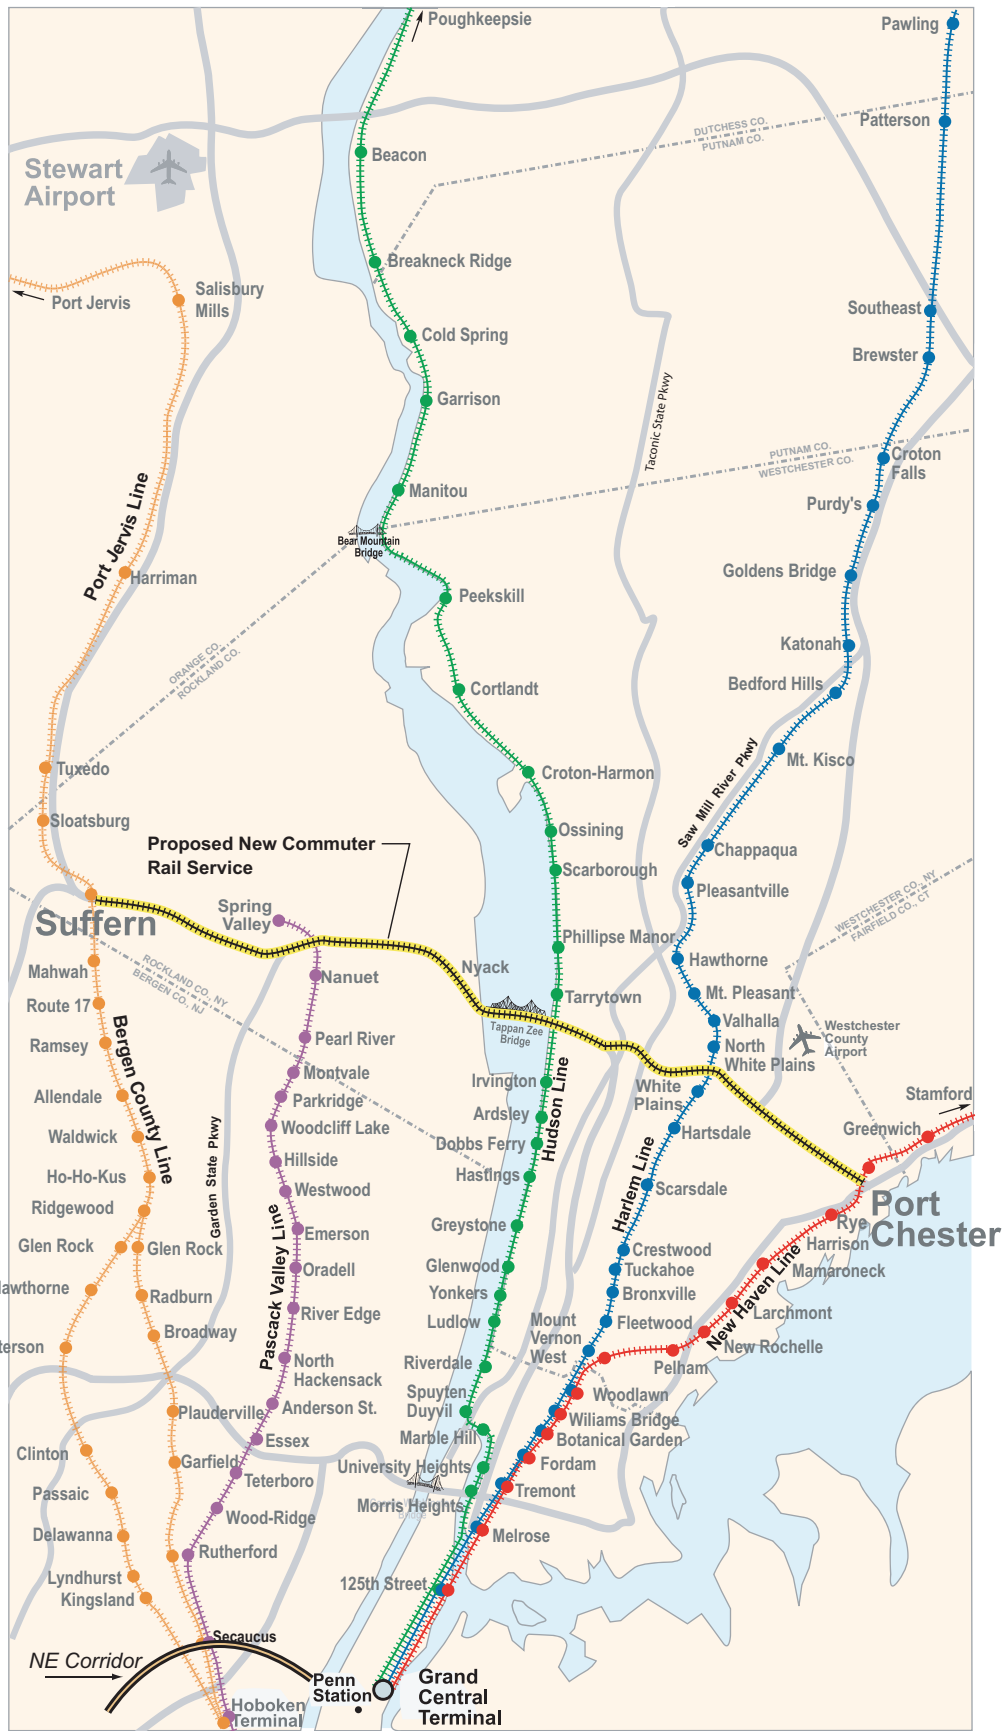 Poughkeepsie
Pawling
DUTCHESS CO.
PUTNAM CO.
Patterson
Beacon
Stewart
Airport
Breakneck Ridge
Port Jervis
Salisbury
Mills
Southeast
Cold Spring
Brewster
Garrison
Taconic State Pkwy
PUTNAM CO.
WESTCHESTER CO.
Croton
Falls
Manitou
Purdy's
Port Jervis Line
Bear Mountain
Bridge
Harriman
Goldens Bridge
Peekskill
ORANGE CO.
ROCKLAND CO.
Katonah
Bedford Hills
Cortlandt
Tuxedo
Croton-Harmon
Saw Mill River Pkwy
Mt. Kisco
Sloatsburg
Ossining
Proposed New Commuter
Rail Service
Chappaqua
Scarborough
Pleasantville
Suffern
Spring
Valley
WESTCHESTER CO., NY
FAIRFIELD CO., CT
Phillipse Manor
Hawthorne
Mahwah
ROCKLAND CO., NY
BERGEN CO., NJ
Nanuet
Nyack
Tarrytown
Mt. Pleasant
Route 17
Tappan Zee
Bridge
Valhalla
North
White Plains
Westchester
County
Airport
Ramsey
Bergen County Line
Pearl River
Montvale
Irvington
Hudson Line
White
Plains
Allendale
Parkridge
Ardsley
Stamford
Waldwick
Garden State Pkwy
Woodcliff Lake
Dobbs Ferry
Hartsdale
Greenwich
Ho-Ho-Kus
Hillside
Hastings
Harlem Line
Scarsdale
Ridgewood
Westwood
Port
Chester
Glen Rock
Glen Rock
Pascack Valley Line
Emerson
Greystone
Rye
Harrison
Crestwood
Oradell
Glenwood
Tuckahoe
New Haven Line
Mamaroneck
awthorne
Radburn
Yonkers
Bronxville
River Edge
Ludlow
Fleetwood
Larchmont
terson
Broadway
Mount
Vernon
West
New Rochelle
North
Hackensack
Riverdale
Pelham
Plauderville
Anderson St.
Spuyten
Duyvil
Woodlawn
Wiliams Bridge
Clinton
Essex
Marble Hill
Botanical Garden
Garfield
Teterboro
University Heights
Fordam
Passaic
Wood-Ridge
Morris Heights
Bridge
Tremont
Delawanna
Rutherford
Melrose
Lyndhurst
Kingsland
125th Street
Secaucus
NE Corridor
Penn
Station
Grand
Central
Terminal
Hoboken
Terminal